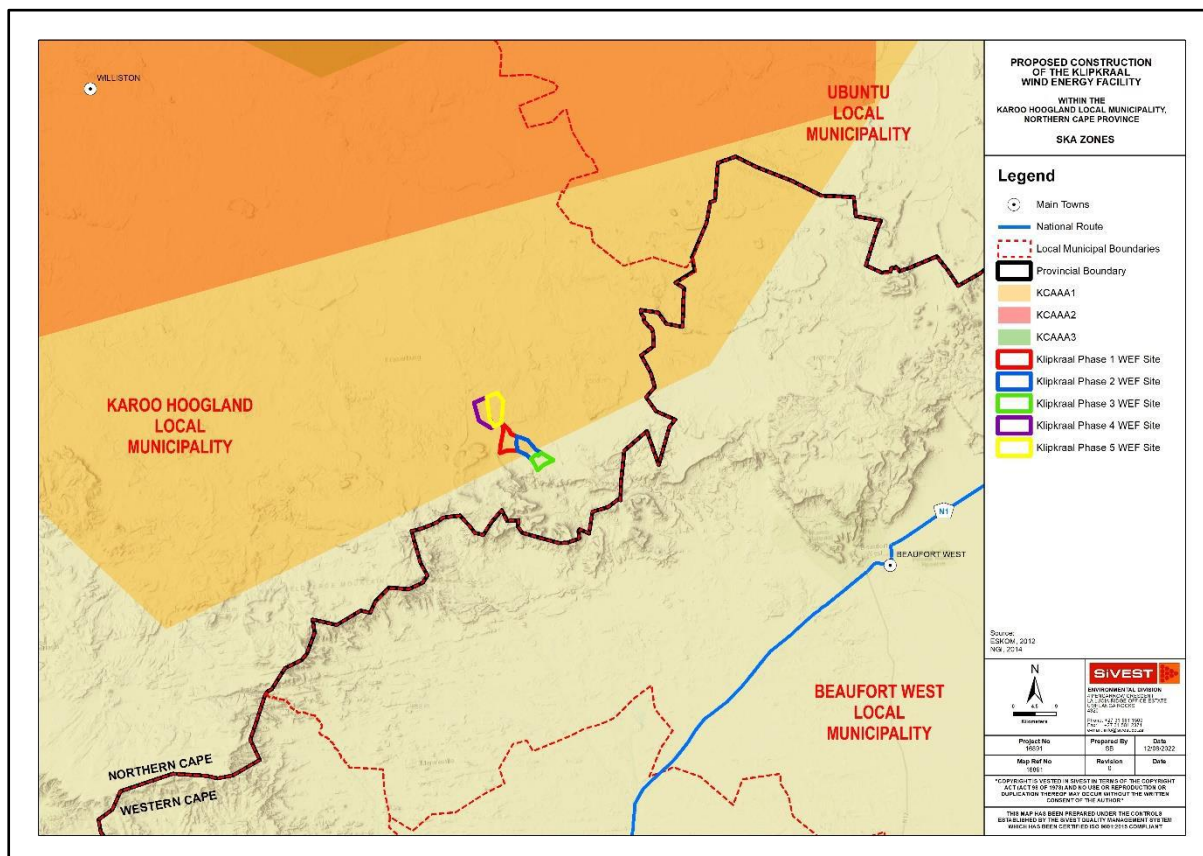 WILLISTON
UBUNTU
LOCAL
MUNICIPALITY
KAROO HOOGLAND
LOCAL
MUNICIPALITY
N1
BEAUFORT WEST
BEAUFORT WEST
LOCAL
MUNICIPALITY
NORTHERN CAPE
WESTERN CAPE
PROPOSED CONSTRUCTION
OF THE KLIPKRAAL
WIND ENERGY FACILITY
WITHIN THE
KAROO HOOGLAND LOCAL MUNICIPALITY,
NORTHERN CAPE PROVINCE
SKA ZONES
Legend
Main Towns
National Route
Local Municipal Boundaries
Provincial Boundary
KCAAA1
KCAAA2
KCAAA3
Klipkraal Phase 1 WEF Site
Klipkraal Phase 2 WEF Site
Klipkraal Phase 3 WEF Site
Klipkraal Phase 4 WEF Site
Klipkraal Phase 5 WEF Site
Source:
ESKOM, 2012
NGI, 2014
N
Kilometers
SiVEST
ENVIRONMENTAL DIVISION
Project No
16891
Prepared By
SB
Date
12/08/2022
Map Ref No
Revision
0
Date
"COPYRIGHT IS VESTED IN SIVEST IN TERMS OF THE COPYRIGHT
ACT (ACT 98 OF 1978) AND NO USE OR REPRODUCTION OR
DUPLICATION THEREOF MAY OCCUR WITHOUT THE WRITTEN
CONSENT OF THE AUTHOR"
THIS MAP HAS BEEN PREPARED UNDER THE CONTROLS
ESTABLISHED BY THE SIVEST QUALITY MANAGEMENT SYSTEM
WHICH HAS BEEN CERTIFIED ISO 9001:2015 COMPLIANT